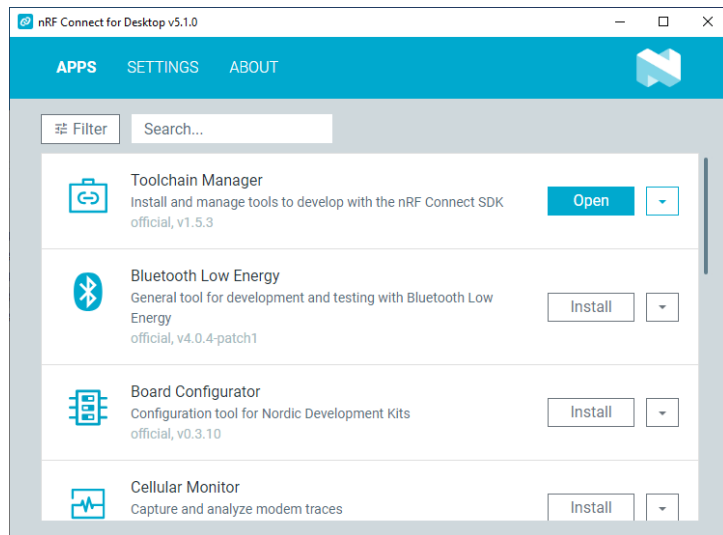 nRF Connect for Desktop v5.1.0
APPS SETTINGS ABOUT
Filter Search...
Toolchain Manager
Install and manage tools to develop with the nRF Connect SDK
official, v1.5.3
Open
Bluetooth Low Energy
General tool for development and testing with Bluetooth Low
Energy
official, v4.0.4-patch1
Install
Board Configurator
Configuration tool for Nordic Development Kits
official, v0.3.10
Install
Cellular Monitor
Capture and analyze modem traces
Install